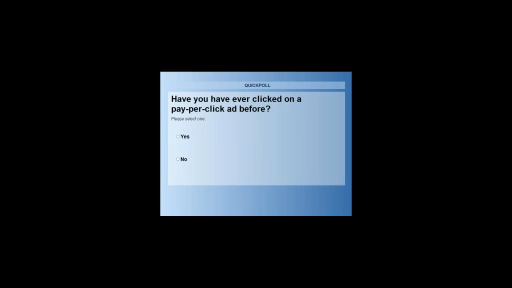 QUICKPOLL
Have you have ever clicked on a
pay-per-click ad before?
Please select one:
Yes
No